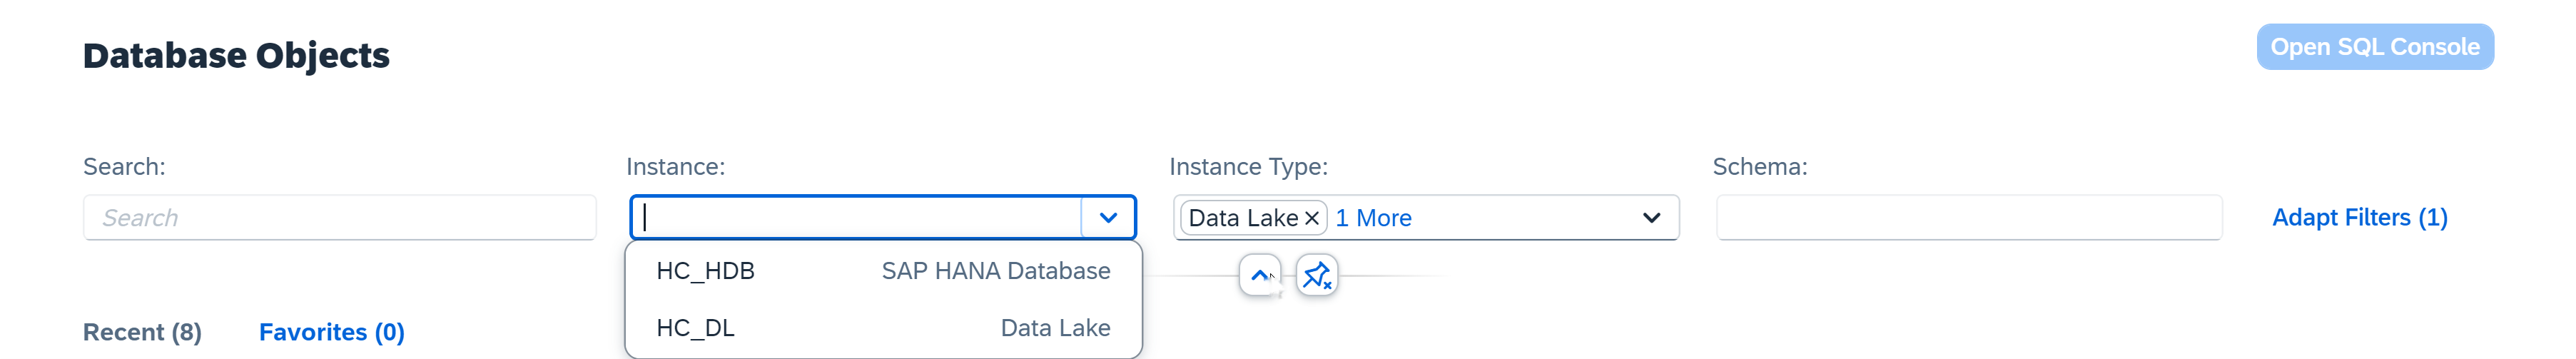 Database Objects
Open SQL Console
Search:
Instance:
Instance Type:
Schema:
Search
Data Lake
1 More
Adapt Filters (1)
HC_HDB
SAP HANA Database
HC_DL
Data Lake
Recent (8)
Favorites (0)